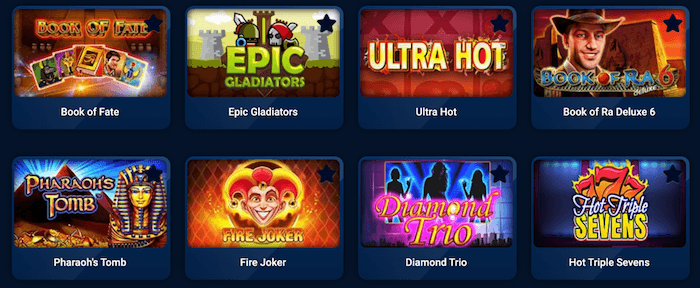 BOOK OF FATE
Book of Fate
EPIC
GLADIATORS
Epic Gladiators
ULTRA HOT
Ultra Hot
BOOK OF RA 6
deluxe
Book of Ra Deluxe 6
PHARAOH'S
TOMB
Pharaoh's Tomb
FIRE JOKER
Fire Joker
Diamond
Trio
Diamond Trio
777
Hot Triple
SEVENS
Hot Triple Sevens